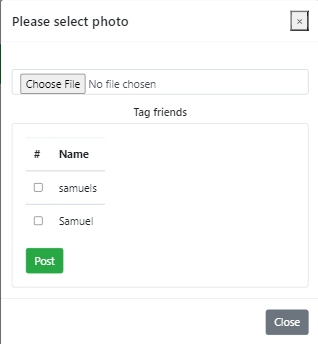 Please select photo ×
Choose File No file chosen
Tag friends
# Name
samuels
Samuel
Post
Close